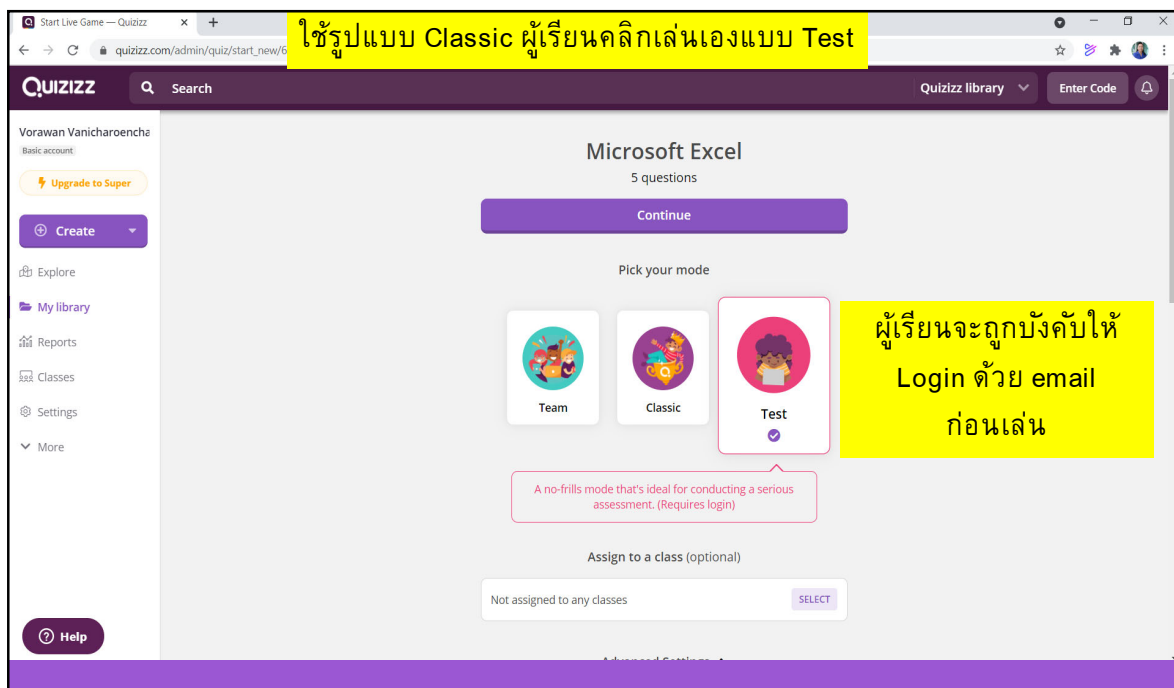 Start Live Game — Quizizz
ใช้รูปแบบ Classic ผู้เรียนคลิกเล่นเองแบบ Test
quizizz.com/admin/quiz/start_new/6
QUIZIZZ
Search
Quizizz library
Enter Code
Vorawan Vanicharoencha
Basic account
Upgrade to Super
Create
Explore
My library
Reports
Classes
Settings
More
Help
Microsoft Excel
5 questions
Continue
Pick your mode
Team
Classic
Test
ผู้เรียนจะถูกบังคับให้
Login ด้วย email
ก่อนเล่น
A no-frills mode that's ideal for conducting a serious
assessment. (Requires login)
Assign to a class (optional)
Not assigned to any classes
SELECT